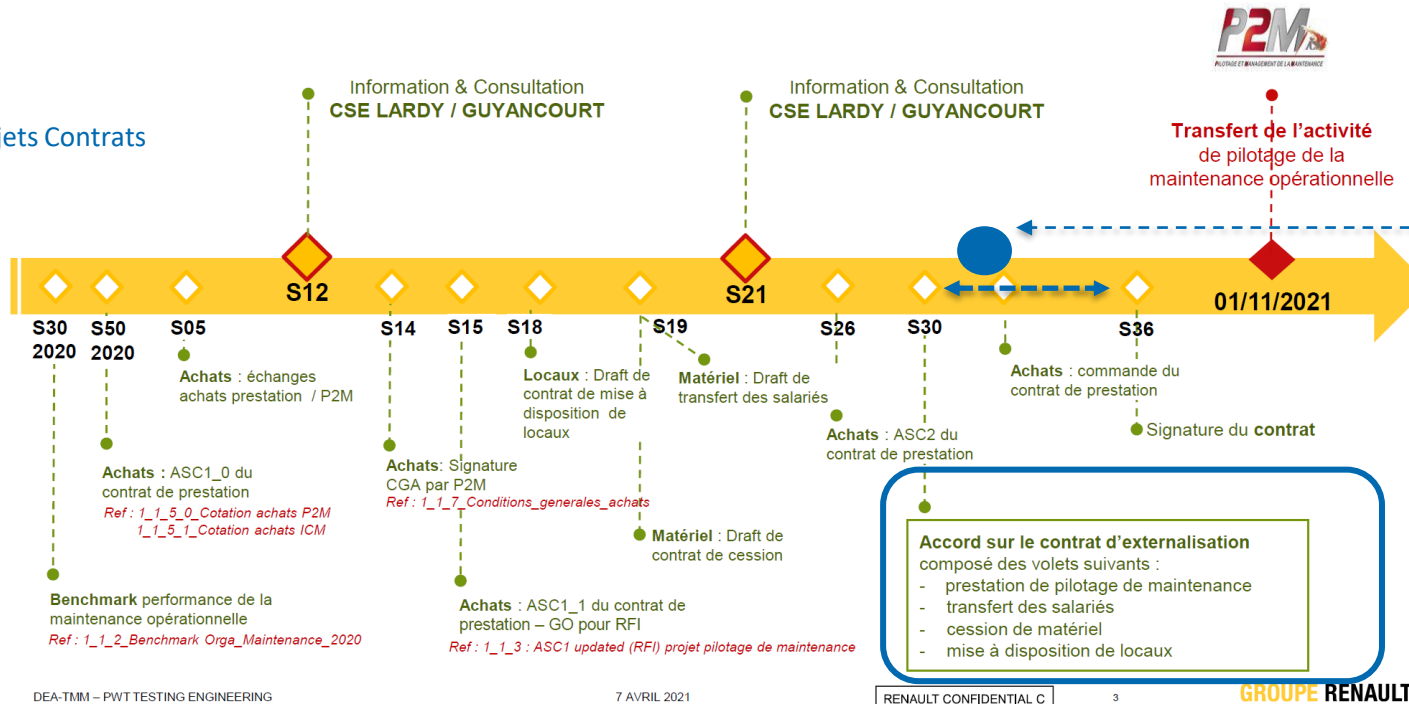 P2M
PILOTAGE ET MANAGEMENT DE LA MAINTENANCE
Information & Consultation
CSE LARDY / GUYANCOURT
Information & Consultation
CSE LARDY / GUYANCOURT
jets Contrats
Transfert de l'activité
de pilotage de la
maintenance opérationnelle
S12
S21
01/11/2021
S30
2020
S50
2020
S05
S14
S15
S18
S19
S26
S30
S36
Achats : échanges
achats prestation / P2M
Locaux : Draft de
contrat de mise à
disposition de
locaux
Matériel : Draft de
transfert des salariés
Achats : commande du
contrat de prestation
Achats : ASC2 du
contrat de prestation
Signature du contrat
Achats : ASC1_0 du
contrat de prestation
Ref : 1_1_5_0_Cotation achats P2M
1_1_5_1_Cotation achats ICM
Achats: Signature
CGA par P2M
Ref : 1_1_7_Conditions_generales_achats
Matériel : Draft de
contrat de cession
Benchmark performance de la
maintenance opérationnelle
Ref : 1_1_2_Benchmark Orga_Maintenance_2020
Achats : ASC1_1 du contrat de
prestation – GO pour RFI
Ref : 1_1_3 : ASC1 updated (RFI) projet pilotage de maintenance
Accord sur le contrat d'externalisation
composé des volets suivants :
- prestation de pilotage de maintenance
- transfert des salariés
- cession de matériel
- mise à disposition de locaux
DEA-TMM – PWT TESTING ENGINEERING
7 AVRIL 2021
RENAULT CONFIDENTIAL C
3
GROUPE RENAULT